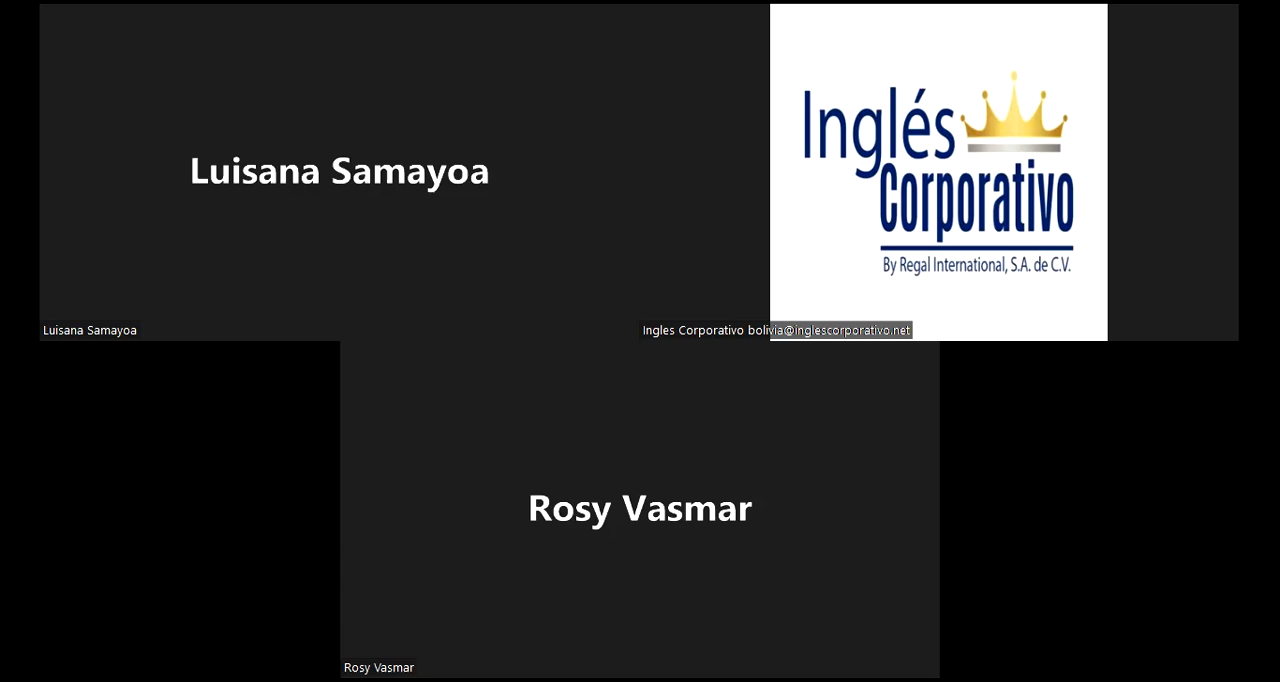 Luisana Samayoa
Inglés
Corporativo
By Regal International, S.A. de C.V.
Luisana Samayoa
Ingles Corporativo bolivia@inglescorporativo.net
Rosy Vasmar
Rosy Vasmar